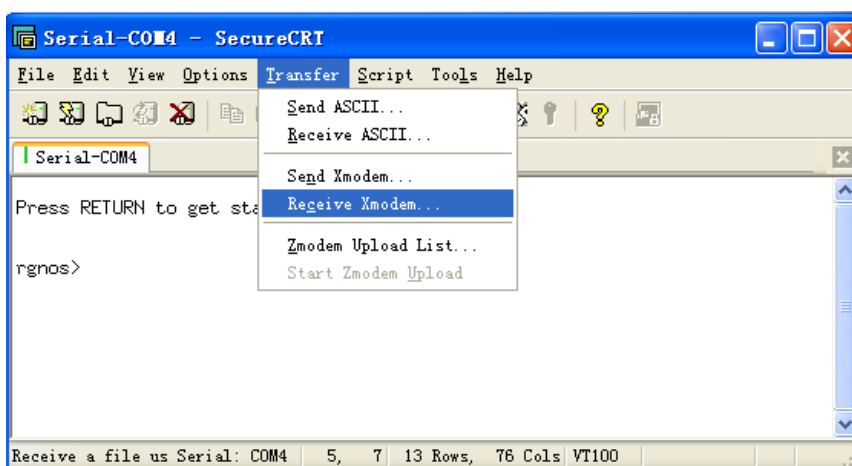 Serial-COM4 - SecureCRT
File Edit View Options Transfer Script Tools Help
Serial-COM4
Send ASCII...
Receive ASCII...
Send Xmodem...
Receive Xmodem...
Zmodem Upload List...
Start Zmodem Upload
Press RETURN to get sta
rgnos>
Receive a file us Serial: COM4 5, 7 13 Rows, 76 Cols VT100